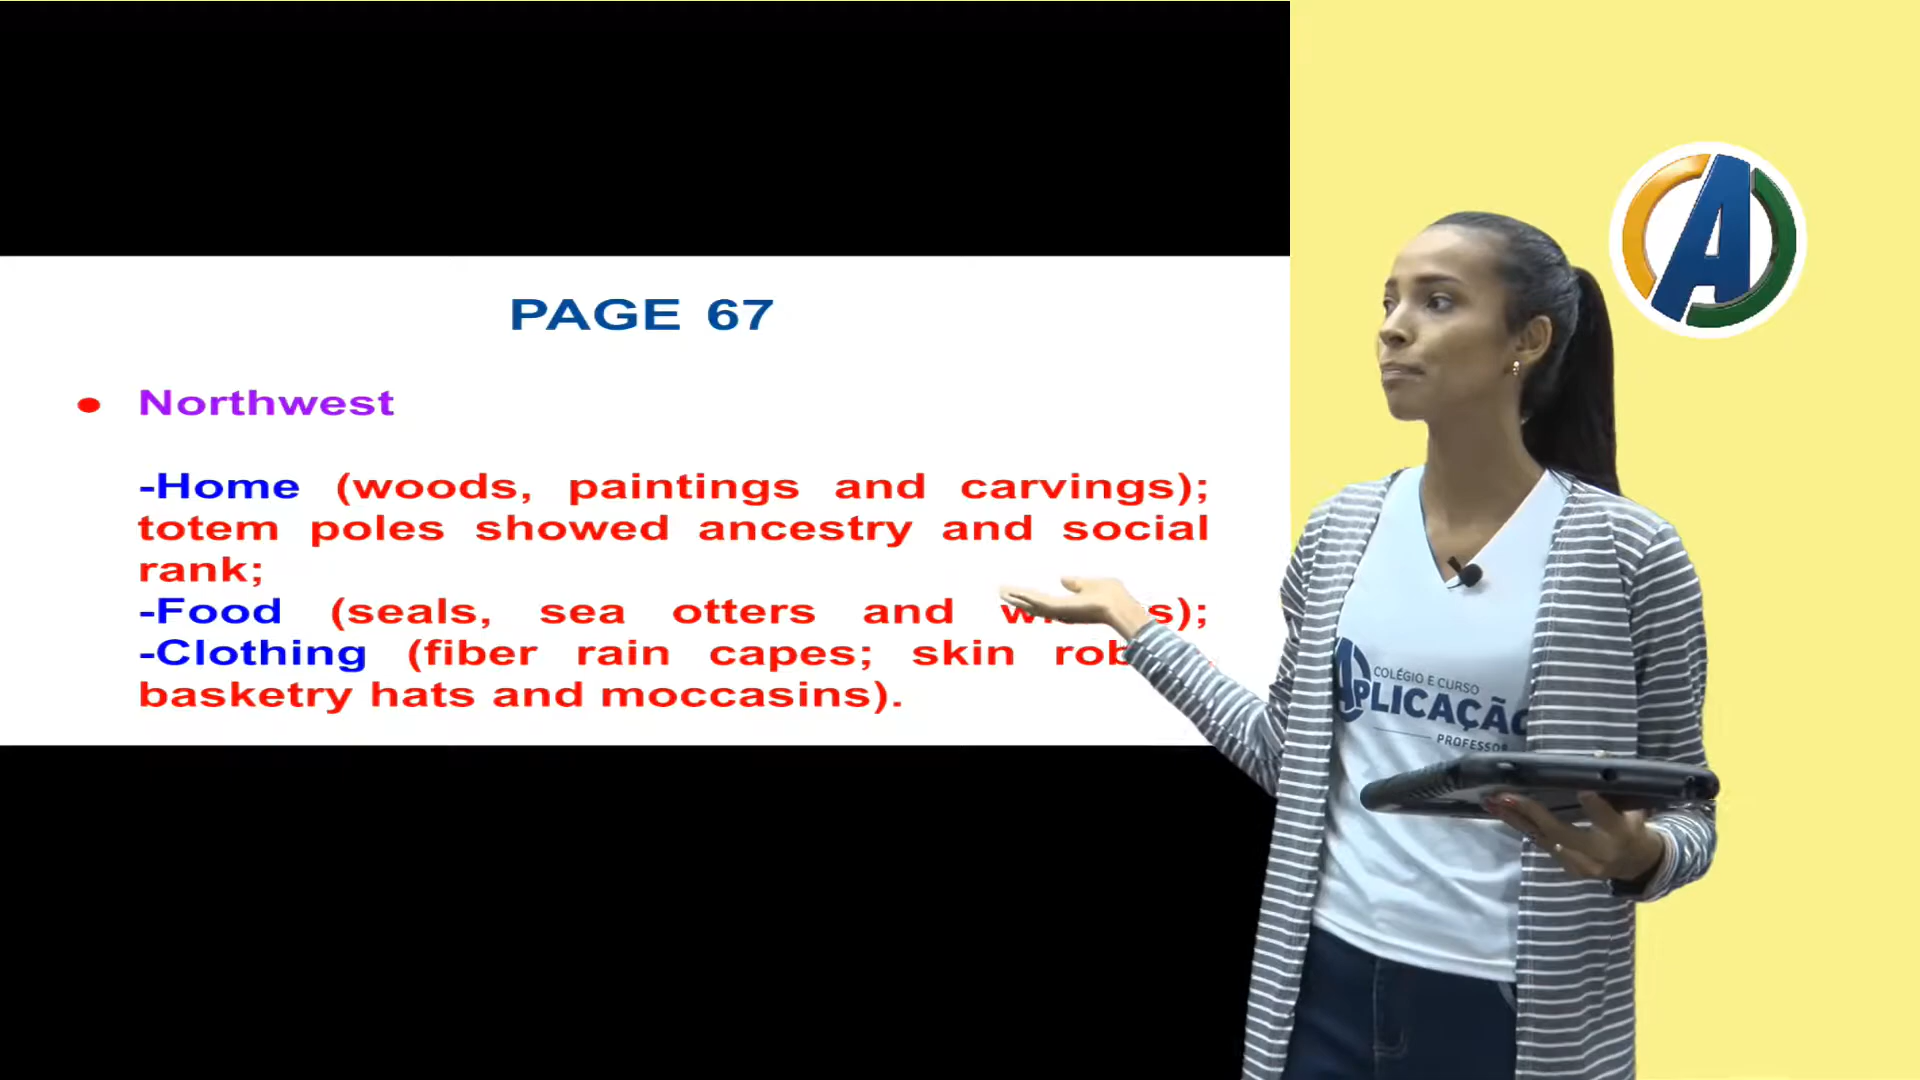 PAGE 67
Northwest
-Home (woods, paintings and carvings);
totem poles showed ancestry and social
rank;
-Food (seals, sea otters and
-Clothing (fiber rain capes; skin
basketry hats and moccasins).
A
COLÉGIO E CURSO
APLICAÇÃO
PROFESSOR